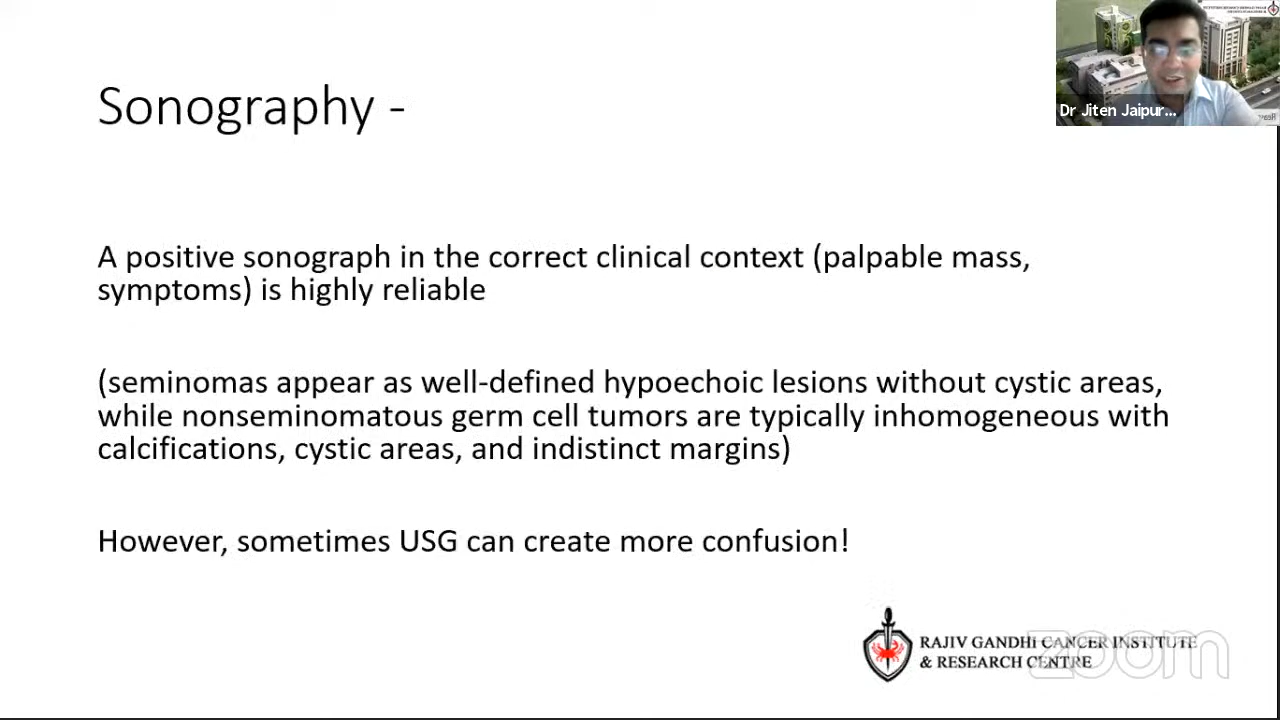 Sonography -
Dr Jiten Jaipur...
A positive sonograph in the correct clinical context (palpable mass,
symptoms) is highly reliable
(seminomas appear as well-defined hypoechoic lesions without cystic areas,
while nonseminomatous germ cell tumors are typically inhomogeneous with
calcifications, cystic areas, and indistinct margins)
However, sometimes USG can create more confusion!
RAJIV GANDHI CANCER INSTITUTE
& RESEARCH CENTRE
zoom